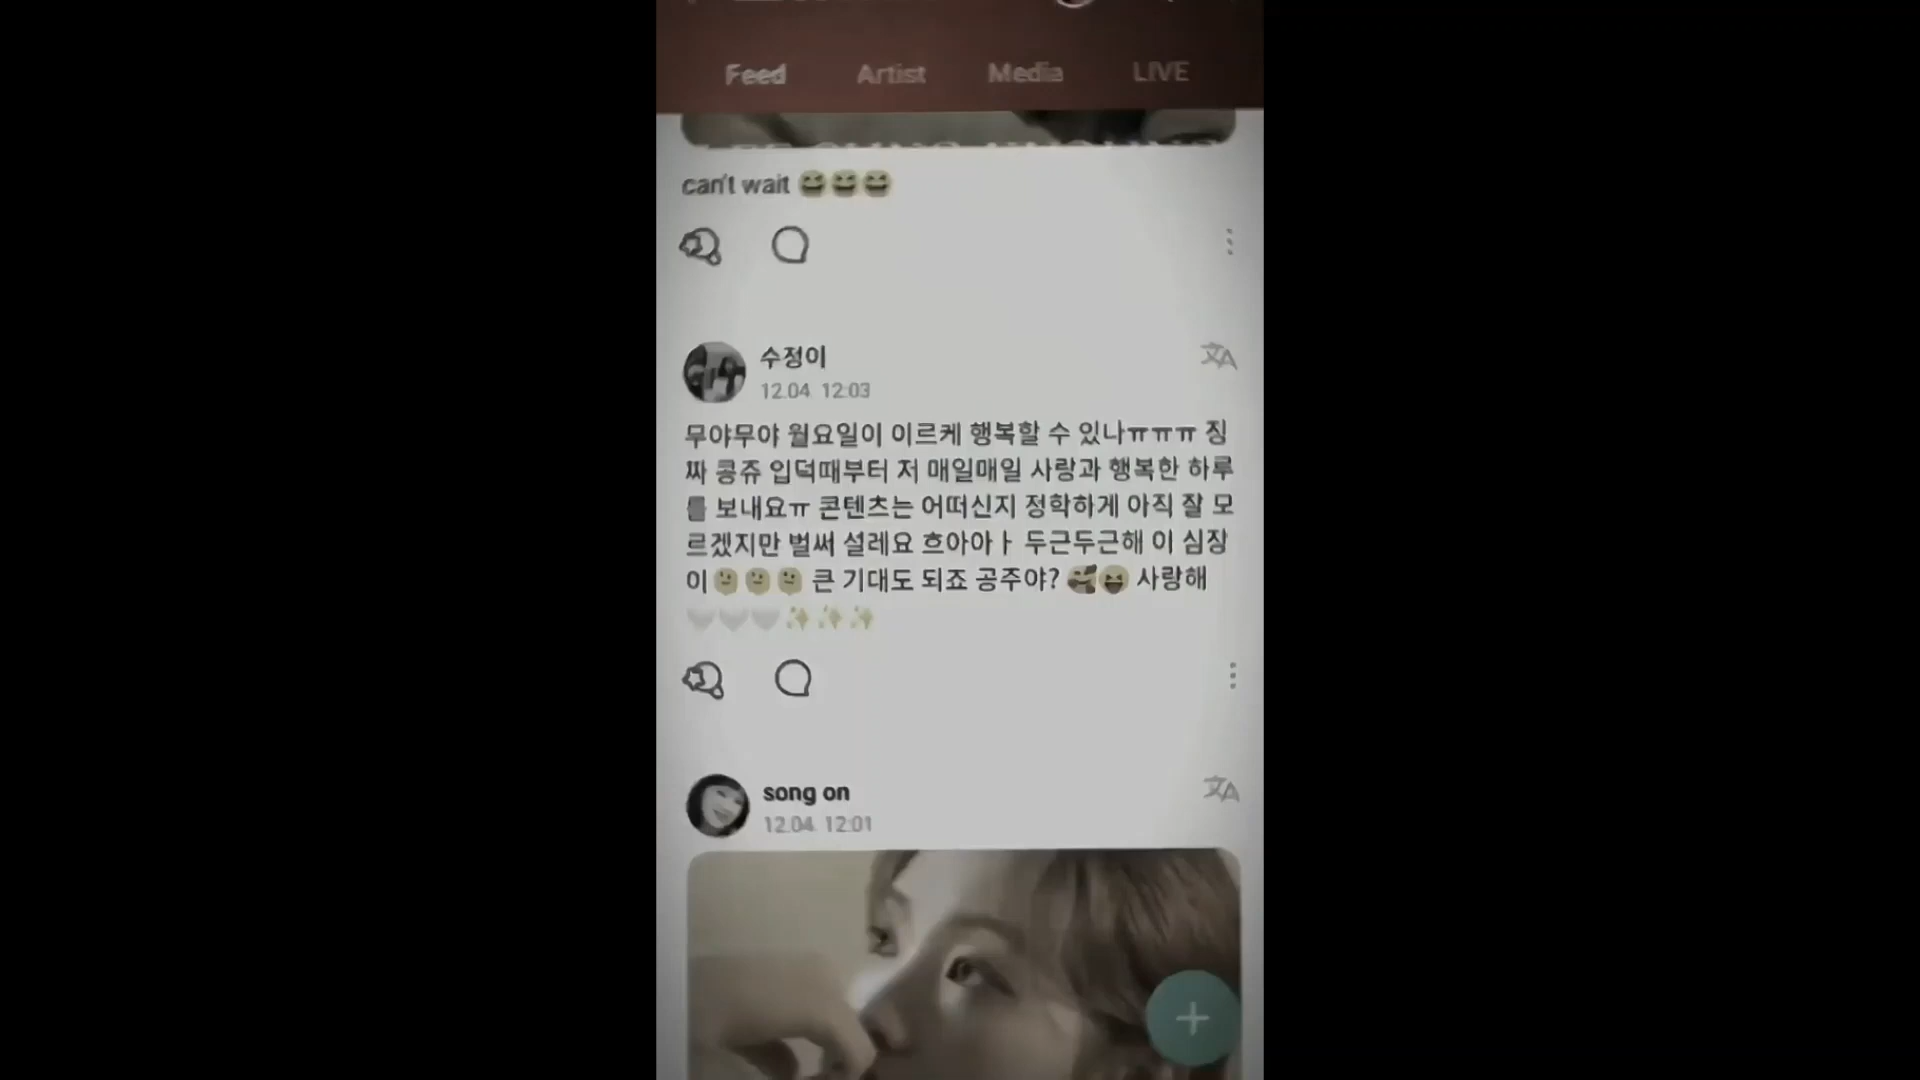 Feed Artist Media LIVE
can't wait 😆😆😆
수정이
12.04 12:03
무야무야 월요일이 이르케 행복할 수 있나ㅠㅠㅠ 징
짜 콩쥬 입덕때부터 저 매일매일 사랑과 행복한 하루
를 보내요ㅠ 콘텐츠는 어떠신지 정학하게 아직 잘 모
르겠지만 벌써 설레요 흐아아ㅏ 두근두근해 이 심장
이🫠🫠🫠 큰 기대도 되죠 공주야? 🥰😝 사랑해
🤍🤍🤍✨✨✨
song on
12.04 12:01